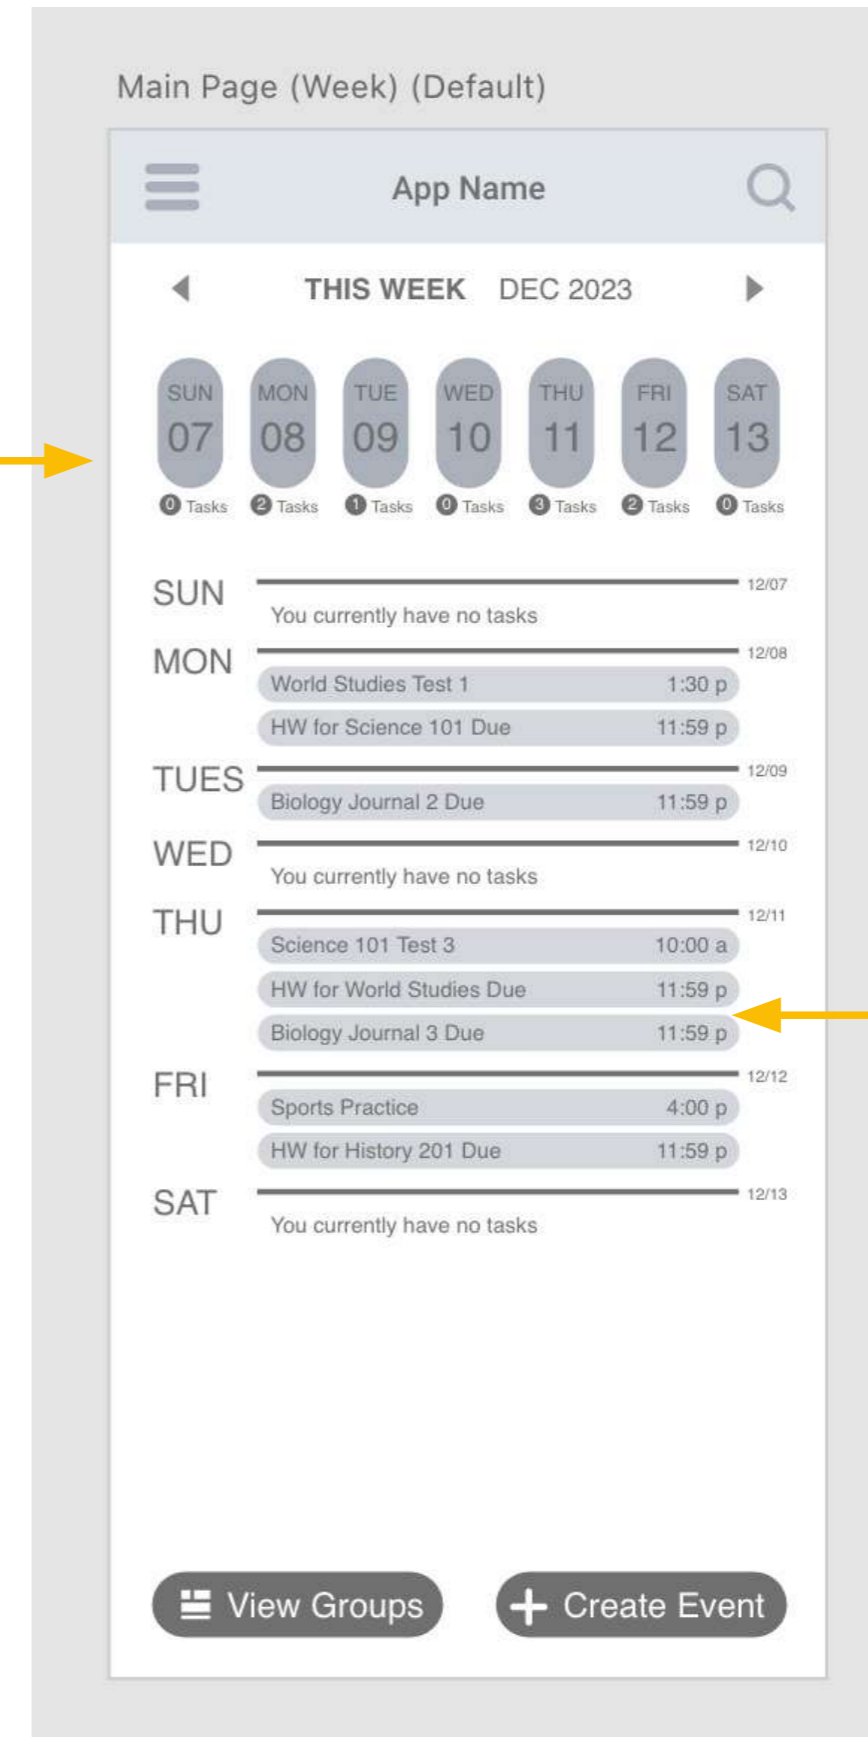 Main Page (Week) (Default)
App Name
THIS WEEK DEC 2023
SUN MON TUE WED THU FRI SAT
07 08 09 10 11 12 13
0 Tasks 2 Tasks 1 Tasks 0 Tasks 3 Tasks 2 Tasks 0 Tasks
SUN 12/07
You currently have no tasks
MON 12/08
World Studies Test 1 1:30 p
HW for Science 101 Due 11:59 p
TUES 12/09
Biology Journal 2 Due 11:59 p
WED 12/10
You currently have no tasks
THU 12/11
Science 101 Test 3 10:00 a
HW for World Studies Due 11:59 p
Biology Journal 3 Due 11:59 p
FRI 12/12
Sports Practice 4:00 p
HW for History 201 Due 11:59 p
SAT 12/13
You currently have no tasks
View Groups + Create Event